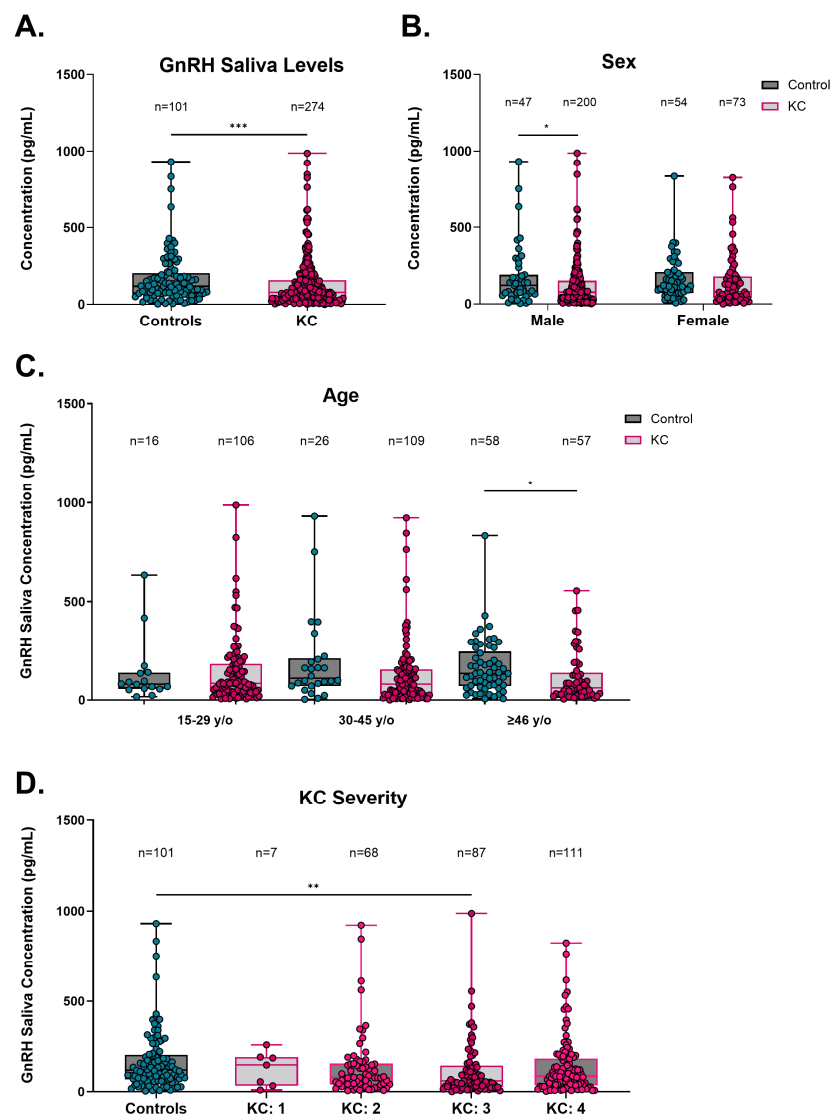 A.
GnRH Saliva Levels
Concentration (pg/mL)
1500
1000
500
0
n=101
n=274
***
Controls
KC
B.
Sex
Concentration (pg/mL)
1500
1000
500
0
n=47
n=200
n=54
n=73
*
Male
Female
Control
KC
C.
Age
GnRH Saliva Concentration (pg/mL)
1500
1000
500
0
n=16
n=106
n=26
n=109
n=58
n=57
*
15-29 y/o
30-45 y/o
≥46 y/o
Control
KC
D.
KC Severity
GnRH Saliva Concentration (pg/mL)
1500
1000
500
0
n=101
n=7
n=68
n=87
n=111
**
Controls
KC: 1
KC: 2
KC: 3
KC: 4